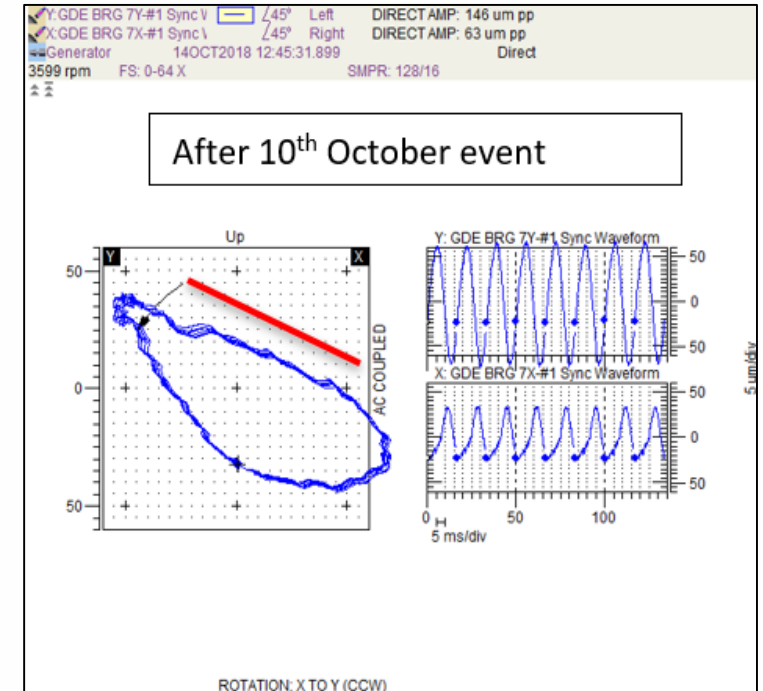 Y:GDE BRG 7Y-#1 Sync V ∠45° Left DIRECT AMP: 146 um pp
X:GDE BRG 7X-#1 Sync \ ∠45° Right DIRECT AMP: 63 um pp
Generator 14OCT2018 12:45:31.899 Direct
3599 rpm FS: 0-64 X SMPR: 128/16
After 10th October event
Up
Y
X
50
0
50
AC COUPLED
Y: GDE BRG 7Y-#1 Sync Waveform
50
0
50
X: GDE BRG 7X-#1 Sync Waveform
50
0
50
5 um/div
0 50 100
5 ms/div
ROTATION: X TO Y (CCW)